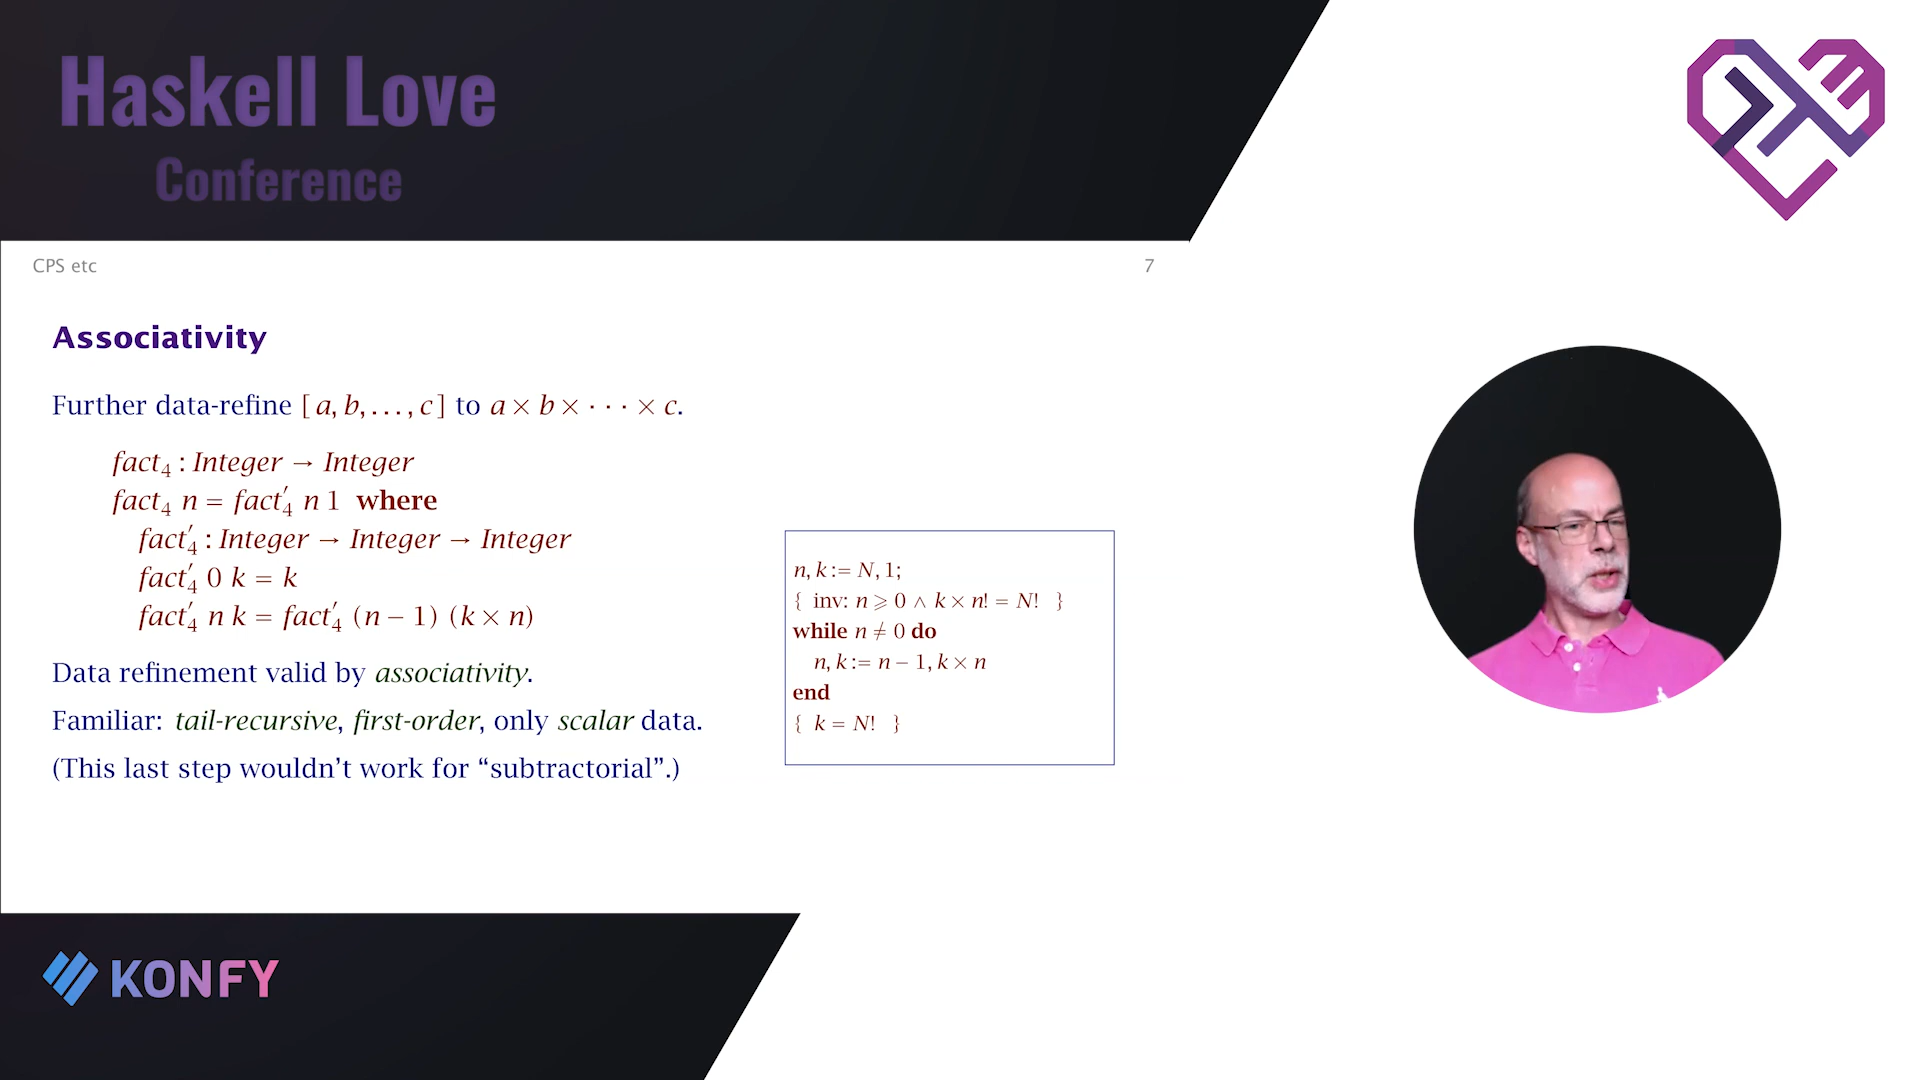 Haskell Love
Conference
CPS etc
7
Associativity
Further data-refine [a, b, . . . , c] to a × b × · · · × c.
fact₄ : Integer → Integer
fact₄ n = fact′₄ n 1 where
fact′₄ : Integer → Integer → Integer
fact′₄ 0 k = k
fact′₄ n k = fact′₄ (n − 1) (k × n)
Data refinement valid by associativity.
Familiar: tail-recursive, first-order, only scalar data.
(This last step wouldn’t work for “subtractorial”.)
n, k := N, 1;
{ inv: n ⩾ 0 ∧ k × n! = N! }
while n ≠ 0 do
n, k := n − 1, k × n
end
{ k = N! }
KONFY